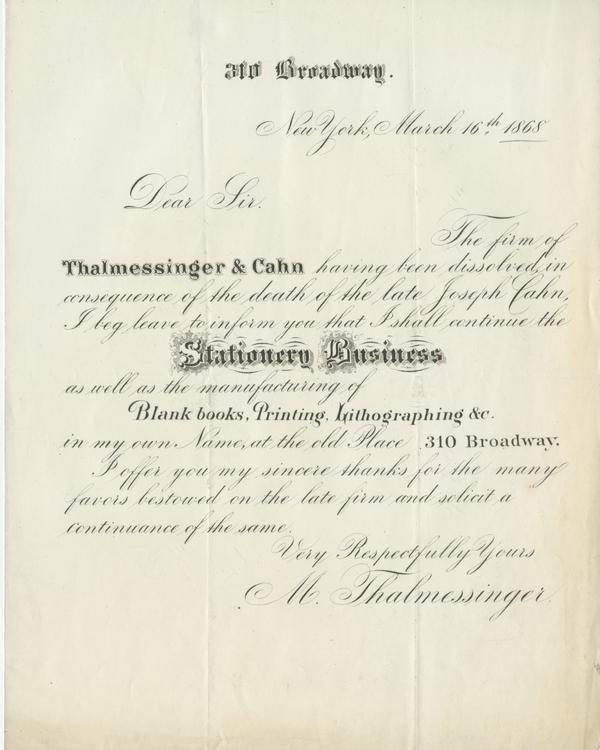 310 Broadway.
New York, March 16th. 1868
Dear Sir.
The firm of
Thalmessinger & Cahn having been dissolved, in
consequence of the death of the late Joseph Cahn,
I beg leave to inform you that I shall continue the
Stationery Business
as well as the manufacturing of
Blank books, Printing, Lithographing &c.
in my own Name, at the old Place 310 Broadway.
I offer you my sincere thanks for the many
favors bestowed on the late firm and solicit a
continuance of the same.
Very Respectfully Yours
M. Thalmessinger.